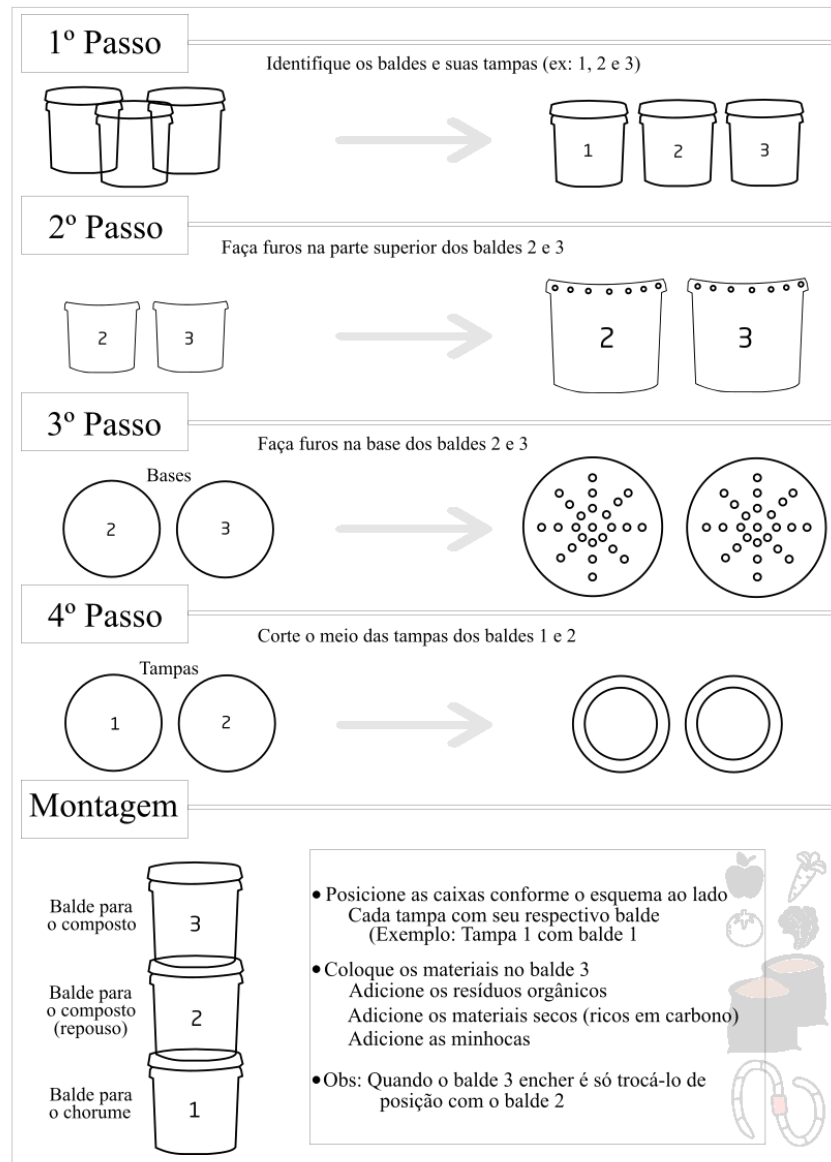 1º Passo
Identifique os baldes e suas tampas (ex: 1, 2 e 3)
1 2 3
2º Passo
Faça furos na parte superior dos baldes 2 e 3
2 3
2 3
3º Passo
Faça furos na base dos baldes 2 e 3
Bases
2 3
4º Passo
Corte o meio das tampas dos baldes 1 e 2
Tampas
1 2
Montagem
Balde para
o composto
3
Balde para
o composto
(repouso)
2
Balde para
o chorume
1
• Posicione as caixas conforme o esquema ao lado
Cada tampa com seu respectivo balde
(Exemplo: Tampa 1 com balde 1
• Coloque os materiais no balde 3
Adicione os resíduos orgânicos
Adicione os materiais secos (ricos em carbono)
Adicione as minhocas
• Obs: Quando o balde 3 encher é só trocá-lo de
posição com o balde 2